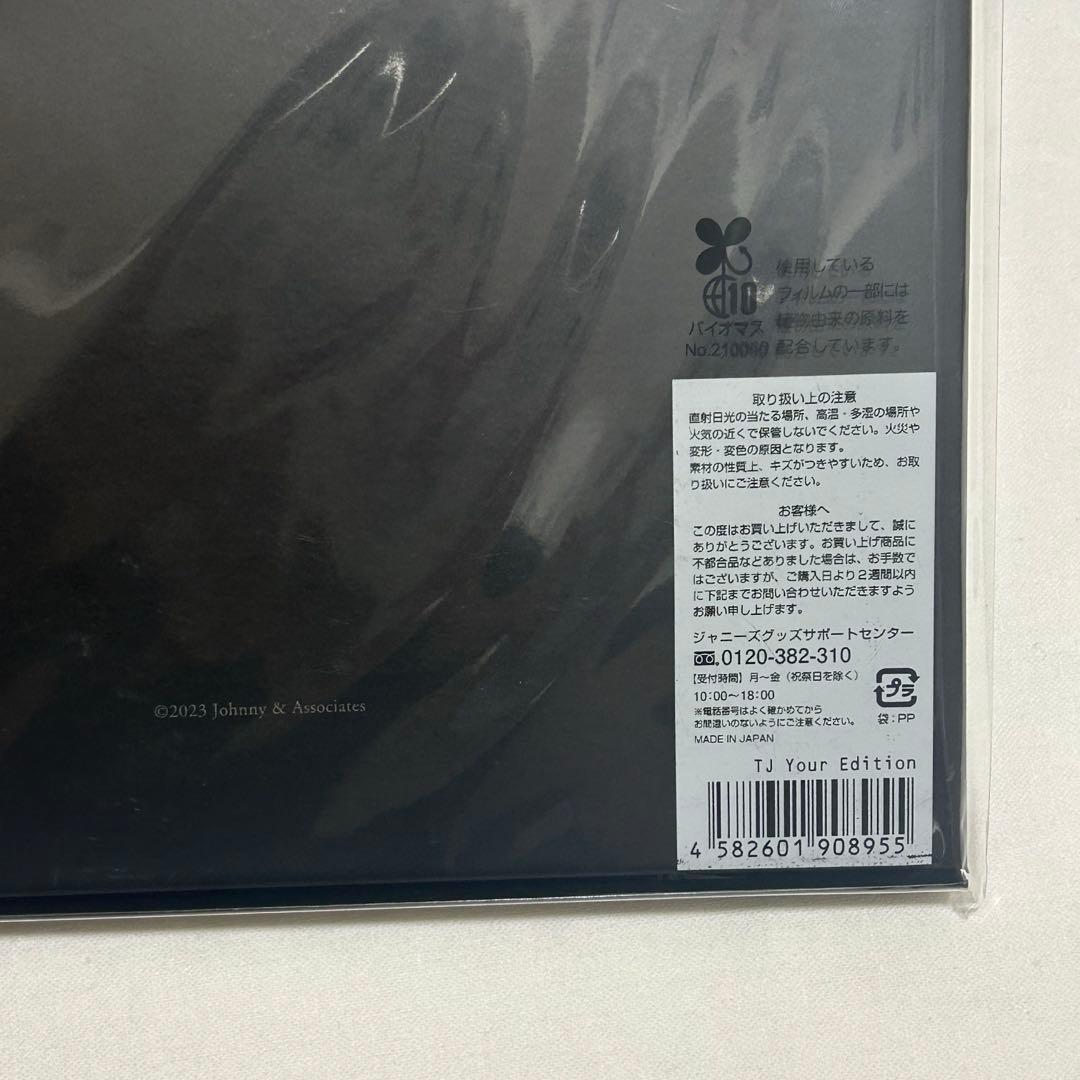 10
バイオマス
No.210060
使用している
フィルムの一部には
植物由来の原料を
配合しています。
取り扱い上の注意
直射日光の当たる場所、高温・多湿の場所や
火気の近くで保管しないでください。火災や
変形・変色の原因となります。
素材の性質上、キズがつきやすいため、お取
り扱いにご注意ください。
お客様へ
この度はお買い上げいただきまして、誠に
ありがとうございます。お買い上げ商品に
不都合品などありました場合は、お手数で
はございますが、ご購入日より2週間以内
に下記までお問い合わせいただきますよう
お願い申し上げます。
ジャニーズグッズサポートセンター
0120-382-310
【受付時間】月〜金（祝祭日を除く）
10:00〜18:00
※電話番号はよく確かめてから
お間違いのないようにご注意ください。
MADE IN JAPAN
プラ
袋:PP
©2023 Johnny & Associates
TJ Your Edition
4 582601 908955